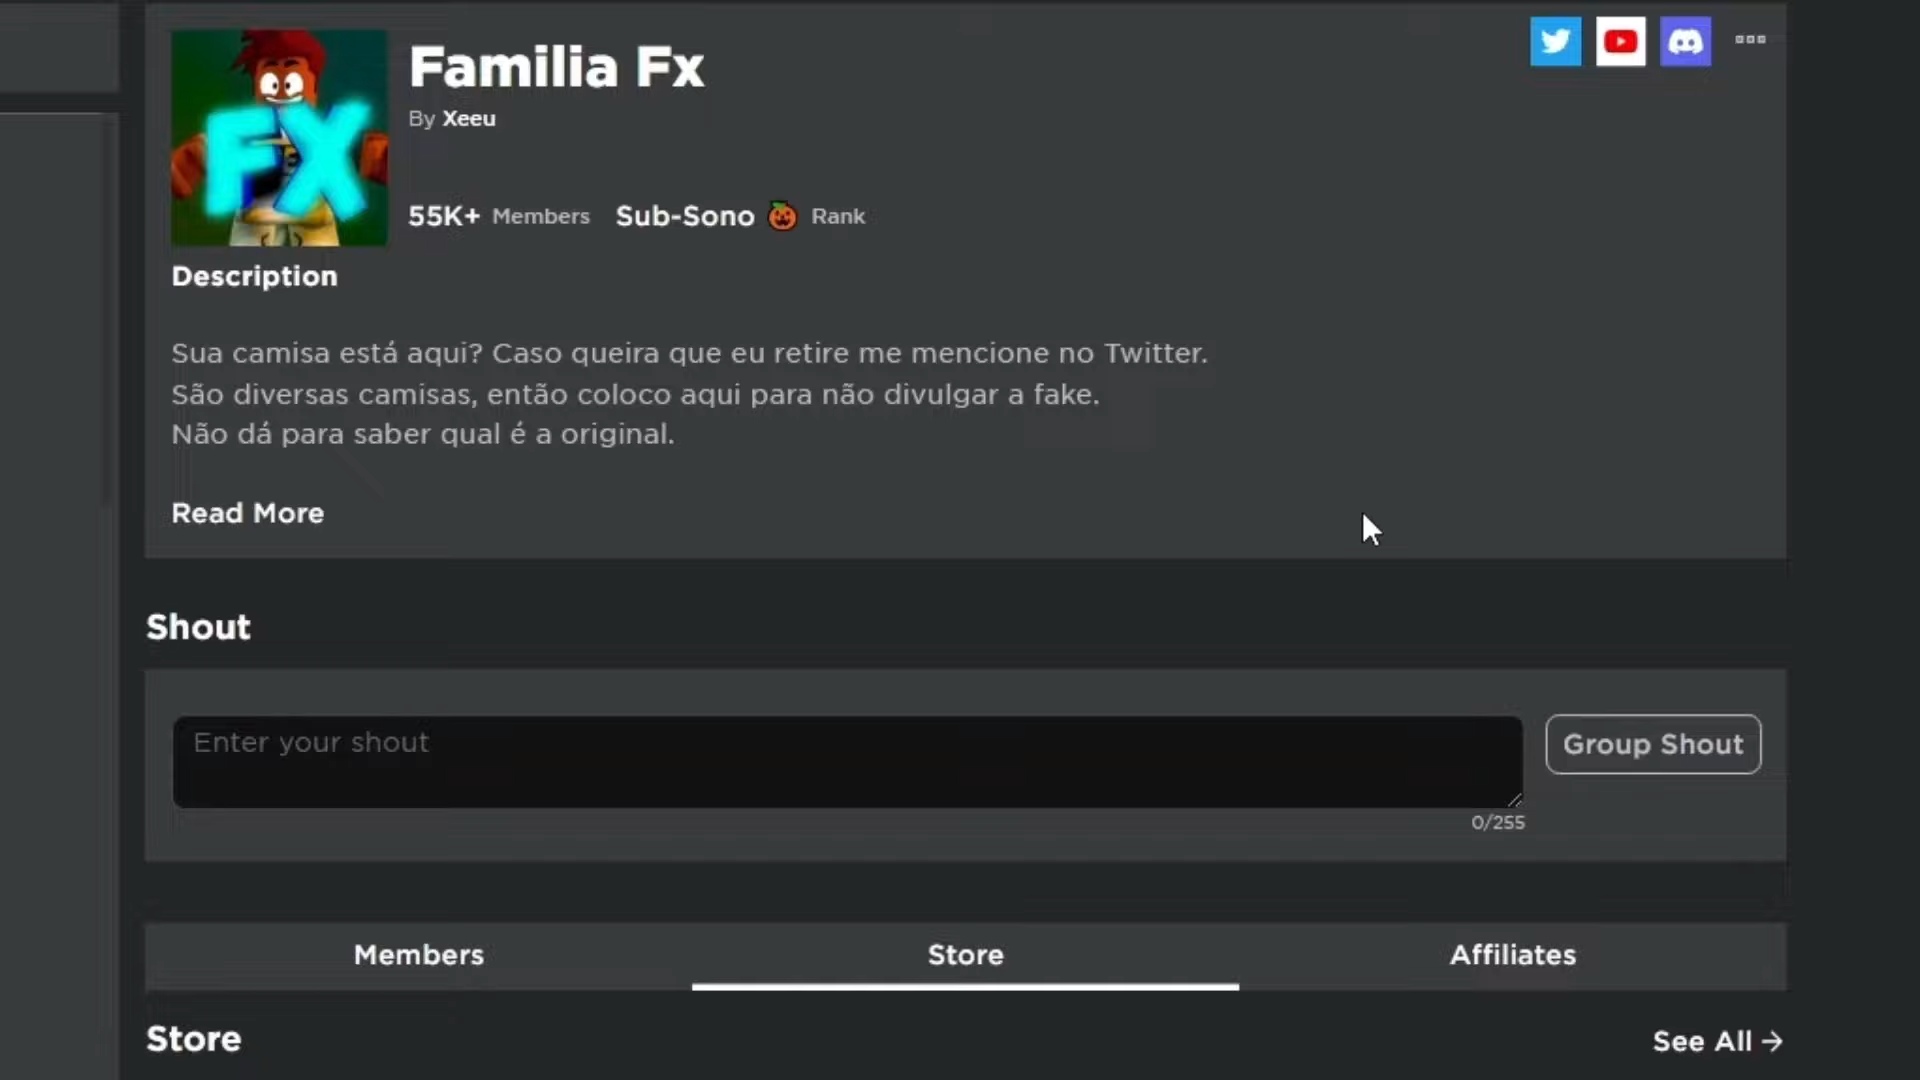 Familia Fx
By Xeeu
FX
55K+ Members Sub-Sono 🎃 Rank
Description
Sua camisa está aqui? Caso queira que eu retire me mencione no Twitter.
São diversas camisas, então coloco aqui para não divulgar a fake.
Não dá para saber qual é a original.
Read More
Shout
Enter your shout
Group Shout
0/255
Members Store Affiliates
Store
See All →